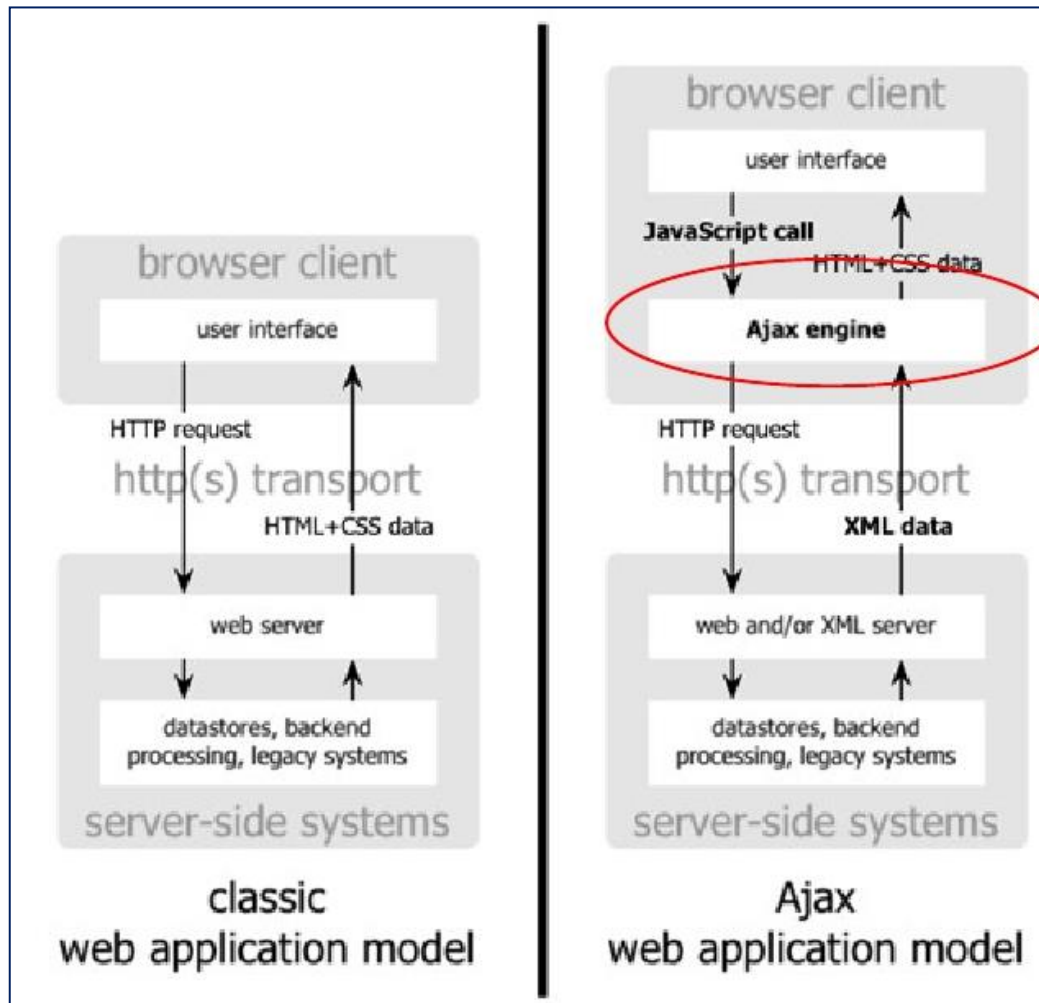 browser client
user interface
HTTP request
http(s) transport
HTML+CSS data
web server
datastores, backend
processing, legacy systems
server-side systems
classic
web application model
browser client
user interface
JavaScript call
HTML+CSS data
Ajax engine
HTTP request
http(s) transport
XML data
web and/or XML server
datastores, backend
processing, legacy systems
server-side systems
Ajax
web application model